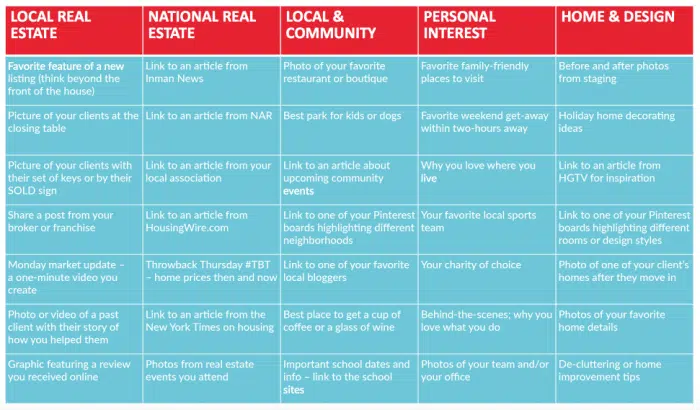 LOCAL REAL
ESTATE
NATIONAL REAL
ESTATE
LOCAL &
COMMUNITY
PERSONAL
INTEREST
HOME & DESIGN
Favorite feature of a new
listing (think beyond the
front of the house)
Link to an article from
Inman News
Photo of your favorite
restaurant or boutique
Favorite family-friendly
places to visit
Before and after photos
from staging
Picture of your clients at the
closing table
Link to an article from NAR
Best park for kids or dogs
Favorite weekend get-away
within two-hours away
Holiday home decorating
ideas
Picture of your clients with
their set of keys or by their
SOLD sign
Link to an article from your
local association
Link to an article about
upcoming community
events
Why you love where you
live
Link to an article from
HGTV for inspiration
Share a post from your
broker or franchise
Link to an article from
HousingWire.com
Link to one of your Pinterest
boards highlighting different
neighborhoods
Your favorite local sports
team
Link to one of your Pinterest
boards highlighting different
rooms or design styles
Monday market update –
a one-minute video you
create
Throwback Thursday #TBT
– home prices then and now
Link to one of your favorite
local bloggers
Your charity of choice
Photo of one of your client's
homes after they move in
Photo or video of a past
client with their story of
how you helped them
Link to an article from the
New York Times on housing
Best place to get a cup of
coffee or a glass of wine
Behind-the-scenes; why you
love what you do
Photos of your favorite
home details
Graphic featuring a review
you received online
Photos from real estate
events you attend
Important school dates and
info – link to the school
sites
Photos of your team and/or
your office
De-cluttering or home
improvement tips